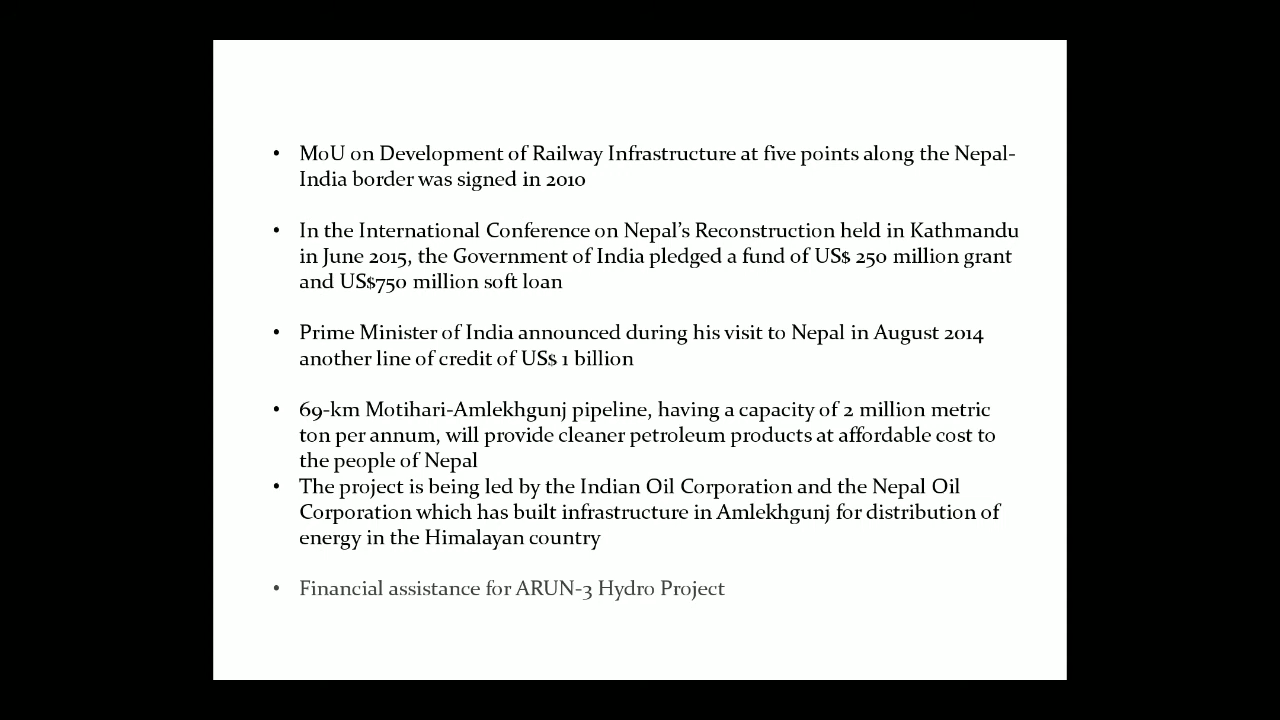 • MoU on Development of Railway Infrastructure at five points along the Nepal-
India border was signed in 2010
• In the International Conference on Nepal’s Reconstruction held in Kathmandu
in June 2015, the Government of India pledged a fund of US$ 250 million grant
and US$750 million soft loan
• Prime Minister of India announced during his visit to Nepal in August 2014
another line of credit of US$ 1 billion
• 69-km Motihari-Amlekhgunj pipeline, having a capacity of 2 million metric
ton per annum, will provide cleaner petroleum products at affordable cost to
the people of Nepal
• The project is being led by the Indian Oil Corporation and the Nepal Oil
Corporation which has built infrastructure in Amlekhgunj for distribution of
energy in the Himalayan country
• Financial assistance for ARUN-3 Hydro Project